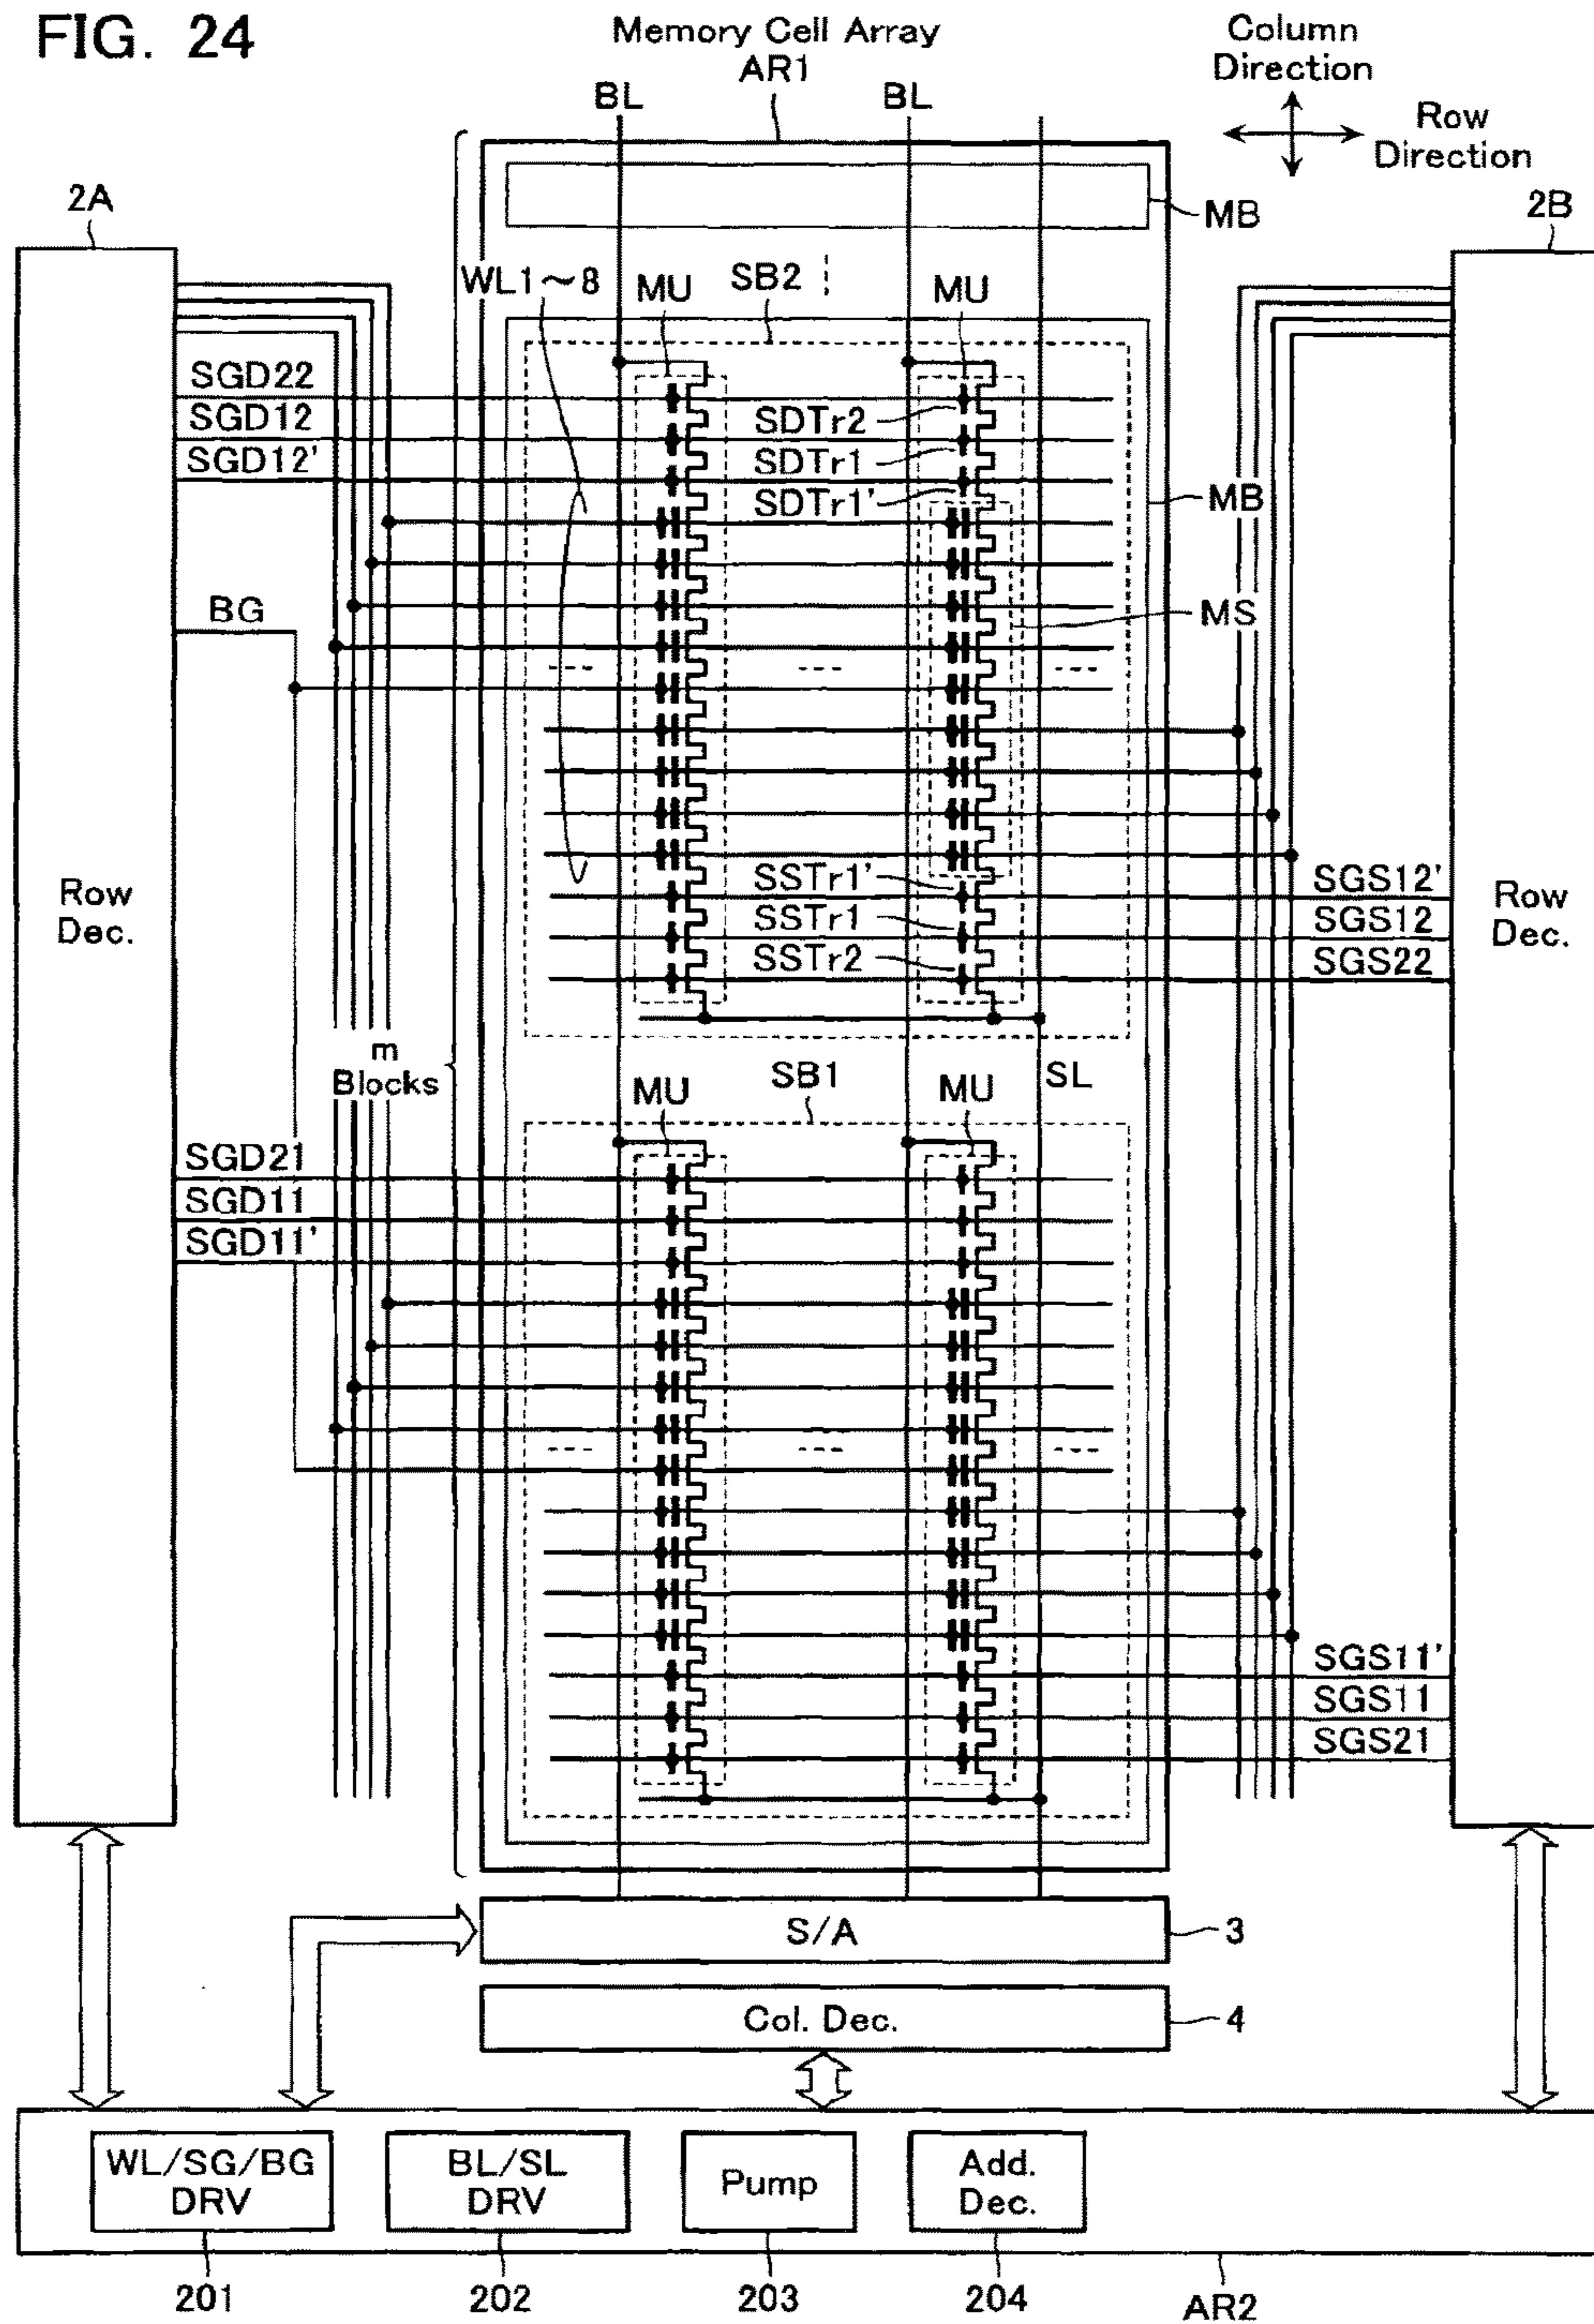 FIG. 24
Memory Cell Array
AR1
Column
Direction
Row
Direction
BL
BL
2A
MB
2B
WL1~8
MU
SB2
MU
SGD22
SGD12
SGD12'
SDTr2
SDTr1
SDTr1'
MB
BG
MS
Row
Dec.
SSTr1'
SSTr1
SSTr2
SGS12'
SGS12
SGS22
Row
Dec.
m
Blocks
MU
SB1
MU
SL
SGD21
SGD11
SGD11'
SGS11'
SGS11
SGS21
S/A
3
Col. Dec.
4
WL/SG/BG
DRV
BL/SL
DRV
Pump
Add.
Dec.
201
202
203
204
AR2